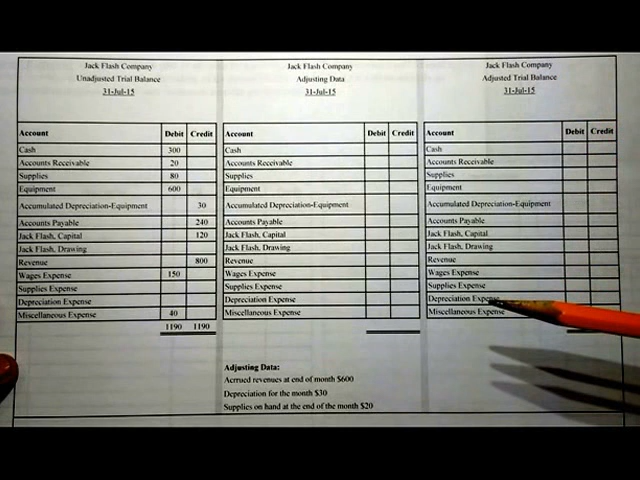 Jack Flash Company
Unadjusted Trial Balance
31-Jul-15
Account Debit Credit
Cash 300
Accounts Receivable 20
Supplies 80
Equipment 600
Accumulated Depreciation-Equipment 30
Accounts Payable 240
Jack Flash, Capital 120
Jack Flash, Drawing
Revenue 800
Wages Expense 150
Supplies Expense
Depreciation Expense
Miscellaneous Expense 40
1190 1190
Jack Flash Company
Adjusting Data
31-Jul-15
Account Debit Credit
Cash
Accounts Receivable
Supplies
Equipment
Accumulated Depreciation-Equipment
Accounts Payable
Jack Flash, Capital
Jack Flash, Drawing
Revenue
Wages Expense
Supplies Expense
Depreciation Expense
Miscellaneous Expense
Adjusting Data:
Accrued revenues at end of month $600
Depreciation for the month $30
Supplies on hand at the end of the month $20
Jack Flash Company
Adjusted Trial Balance
31-Jul-15
Account Debit Credit
Cash
Accounts Receivable
Supplies
Equipment
Accumulated Depreciation-Equipment
Accounts Payable
Jack Flash, Capital
Jack Flash, Drawing
Revenue
Wages Expense
Supplies Expense
Depreciation Expense
Miscellaneous Expense